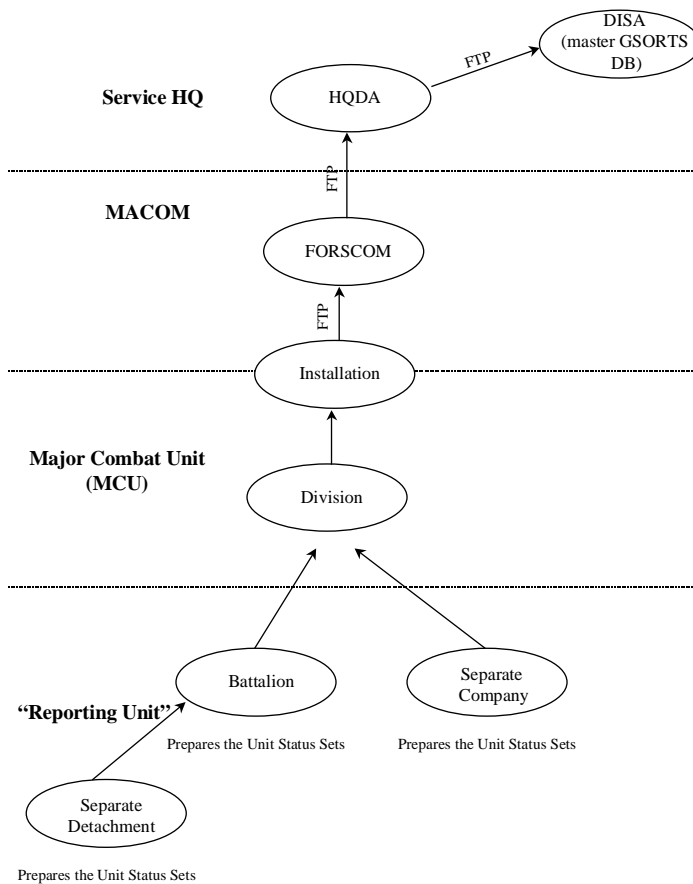 DISA
(master GSORTS
DB)
FTP
Service HQ
HQDA
FTP
MACOM
FORSCOM
FTP
Installation
Major Combat Unit
(MCU)
Division
Battalion
Separate
Company
“Reporting Unit”
Prepares the Unit Status Sets
Prepares the Unit Status Sets
Separate
Detachment
Prepares the Unit Status Sets